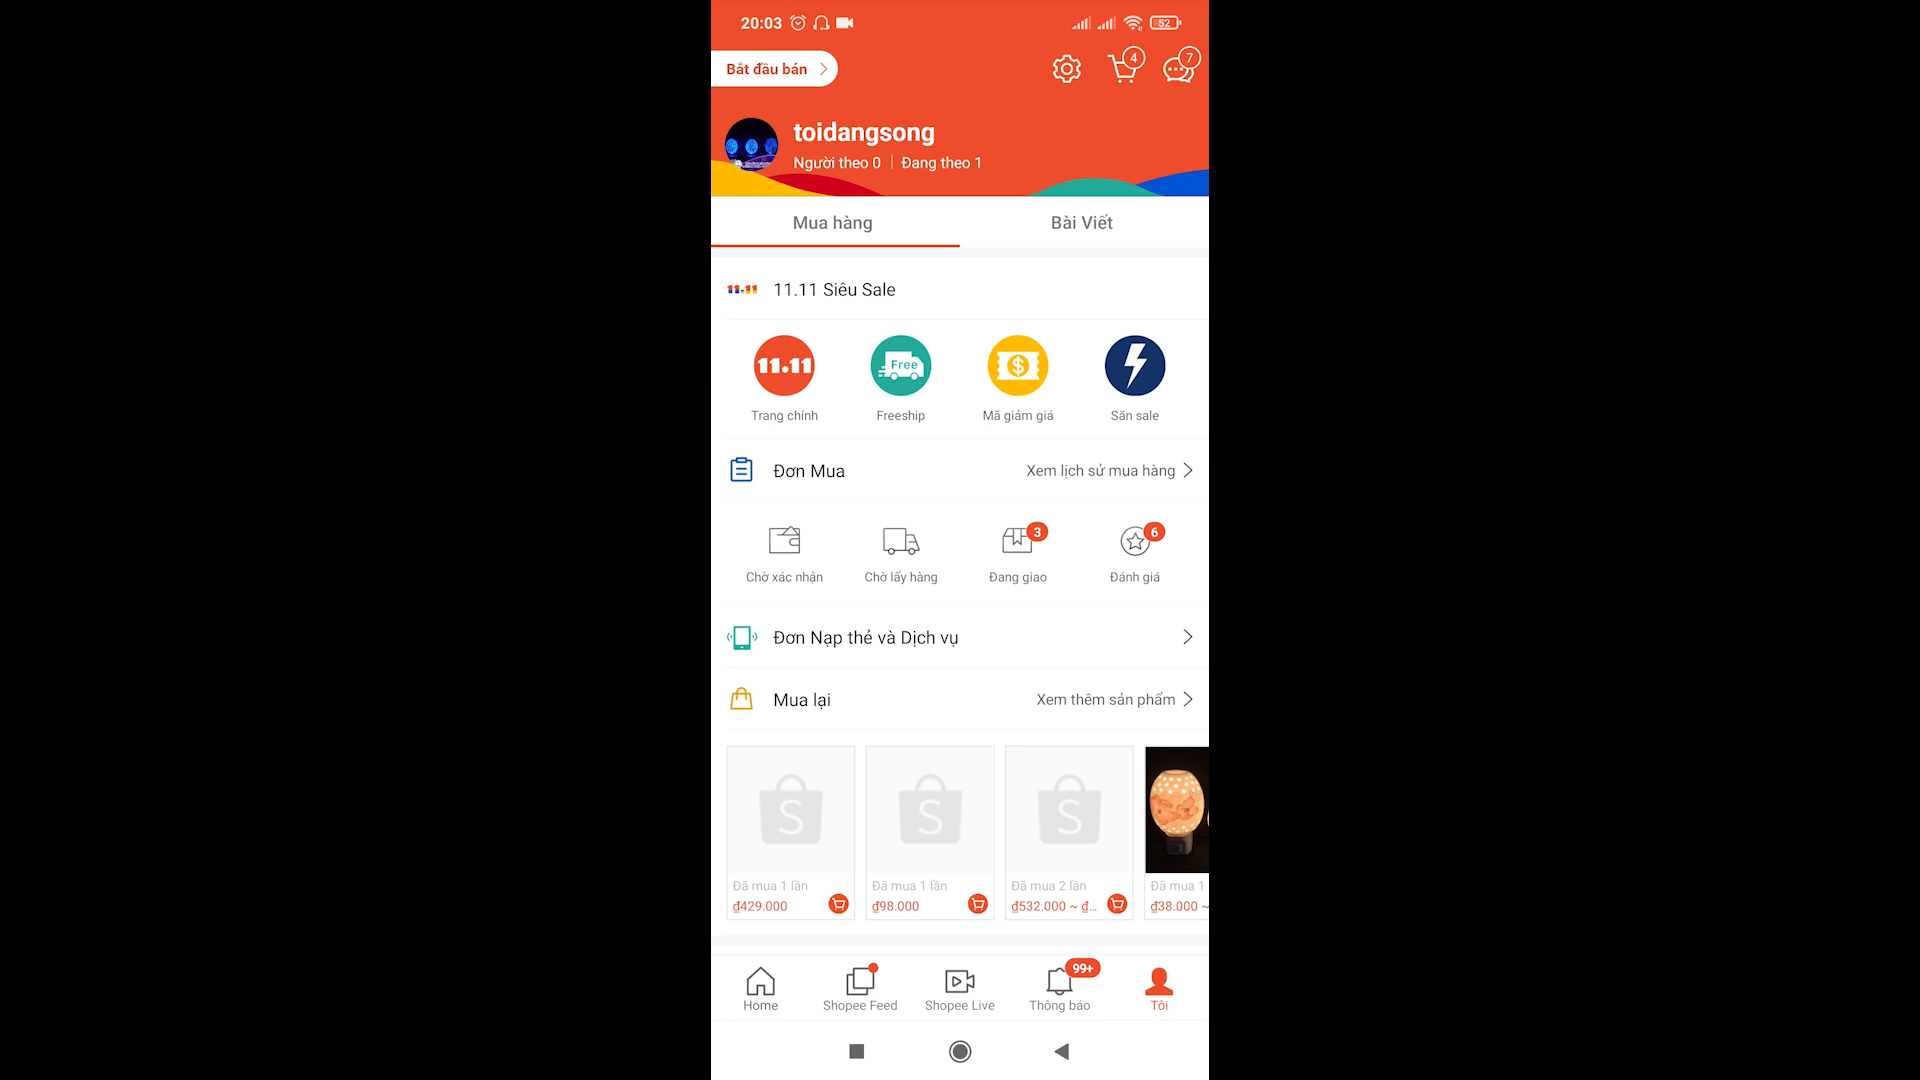 20:03
52
Bắt đầu bán
4
7
toidangsong
Người theo 0 Đang theo 1
Mua hàng
Bài Viết
11.11
11.11 Siêu Sale
11.11
Free
$
Trang chính
Freeship
Mã giảm giá
Săn sale
Đơn Mua
Xem lịch sử mua hàng
3
6
Chờ xác nhận
Chờ lấy hàng
Đang giao
Đánh giá
Đơn Nạp thẻ và Dịch vụ
Mua lại
Xem thêm sản phẩm
S
S
S
Đã mua 1 lần
Đã mua 1 lần
Đã mua 2 lần
Đã mua 1
₫429.000
₫98.000
₫532.000 ~ ₫...
₫38.000 ~
99+
Home
Shopee Feed
Shopee Live
Thông báo
Tôi